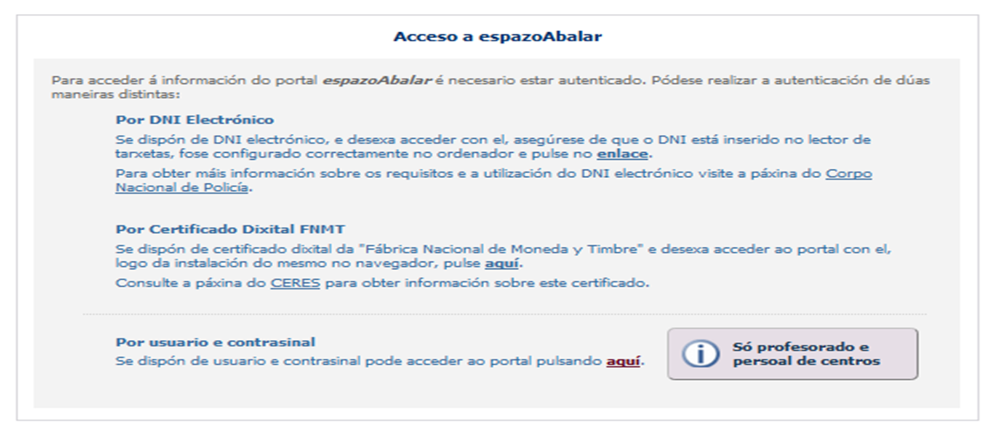 Acceso a espazoAbalar
Para acceder á información do portal espazoAbalar é necesario estar autenticado. Pódese realizar a autenticación de dúas
maneiras distintas:
Por DNI Electrónico
Se dispón de DNI electrónico, e desexa acceder con el, asegúrese de que o DNI está inserido no lector de
tarxetas, fose configurado correctamente no ordenador e pulse no enlace.
Para obter máis información sobre os requisitos e a utilización do DNI electrónico visite a páxina do Corpo
Nacional de Policía.
Por Certificado Dixital FNMT
Se dispón de certificado dixital da "Fábrica Nacional de Moneda y Timbre" e desexa acceder ao portal con el,
logo da instalación do mesmo no navegador, pulse aquí.
Consulte a páxina do CERES para obter información sobre este certificado.
Por usuario e contrasinal
Se dispón de usuario e contrasinal pode acceder ao portal pulsando aquí.
Só profesorado e
persoal de centros